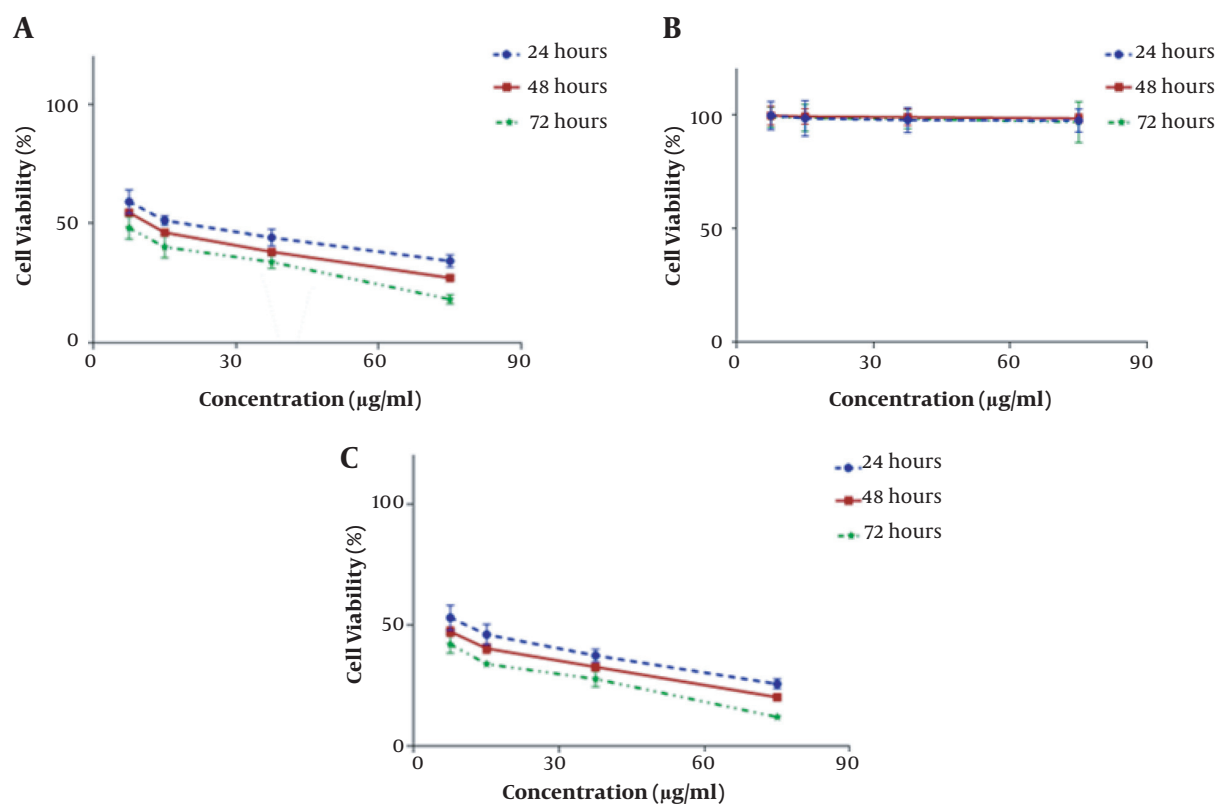 A
24 hours
48 hours
72 hours
100
50
0
Cell Viability (%)
0 30 60 90
Concentration (µg/ml)
B
24 hours
48 hours
72 hours
100
50
0
Cell Viability (%)
0 30 60 90
Concentration (µg/ml)
C
24 hours
48 hours
72 hours
100
50
0
Cell Viability (%)
0 30 60 90
Concentration (µg/ml)